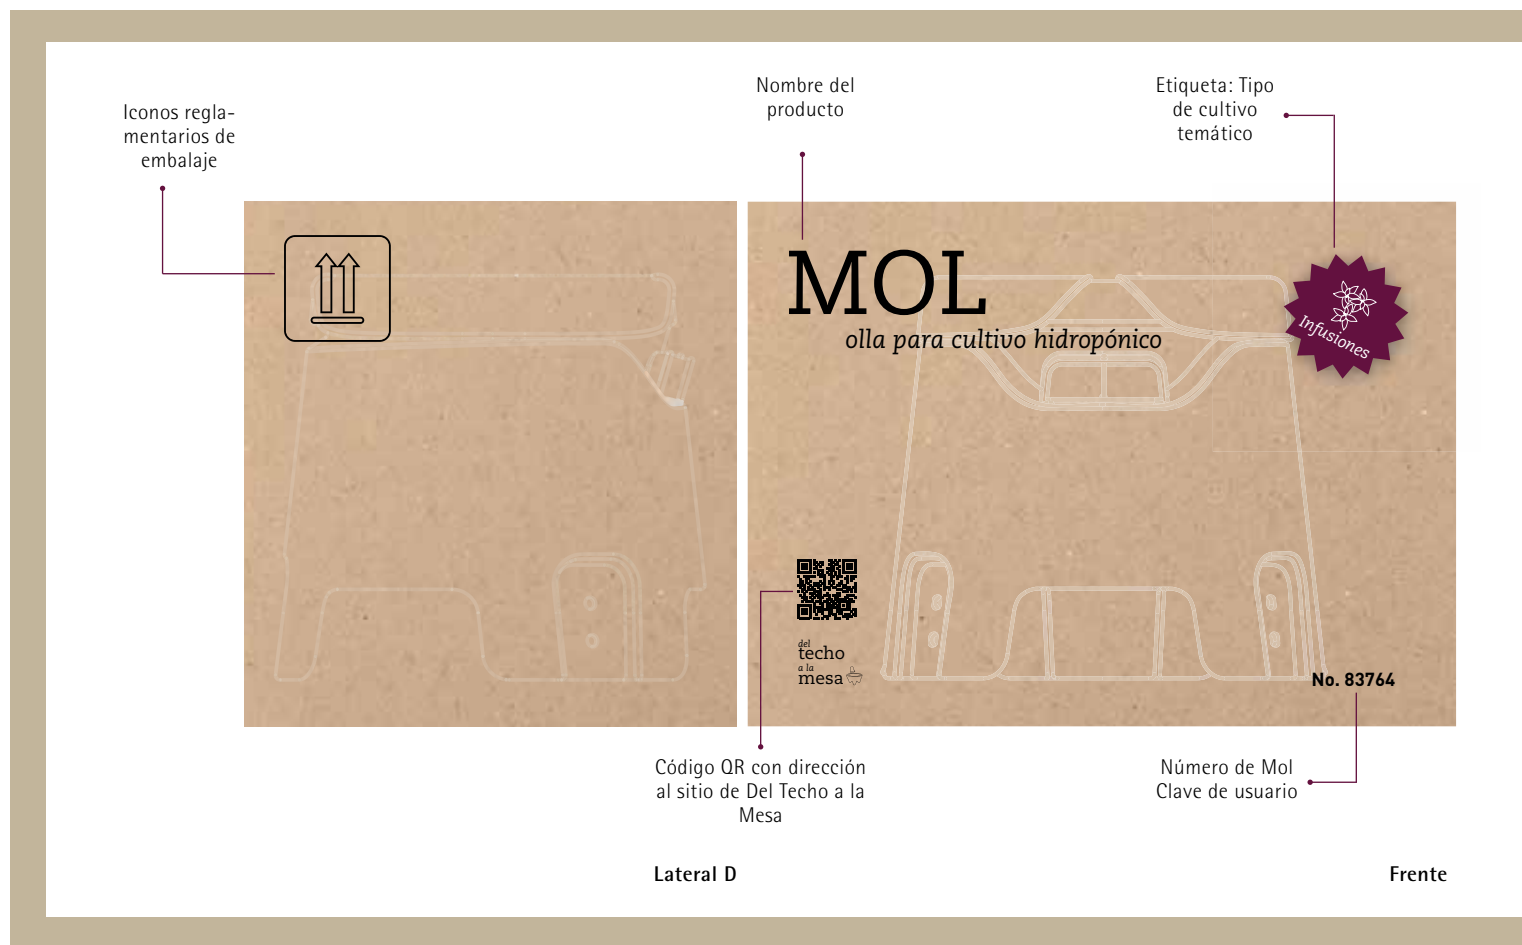 Iconos regla-
mentarios de
embalaje
Nombre del
producto
Etiqueta: Tipo
de cultivo
temático
MOL
olla para cultivo hidropónico
Infusiones
del
techo
a la
mesa
No. 83764
Código QR con dirección
al sitio de Del Techo a la
Mesa
Número de Mol
Clave de usuario
Lateral D
Frente